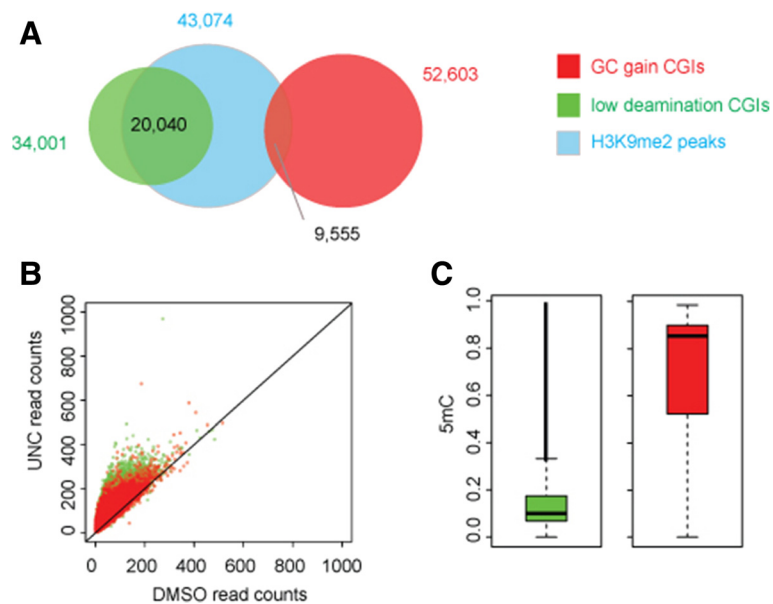 A
43,074
52,603
20,040
34,001
9,555
GC gain CGIs
low deamination CGIs
H3K9me2 peaks
B
UNC read counts
1000
800
600
400
200
0
0 200 400 600 800 1000
DMSO read counts
C
5mC
1.0
0.8
0.6
0.4
0.2
0.0